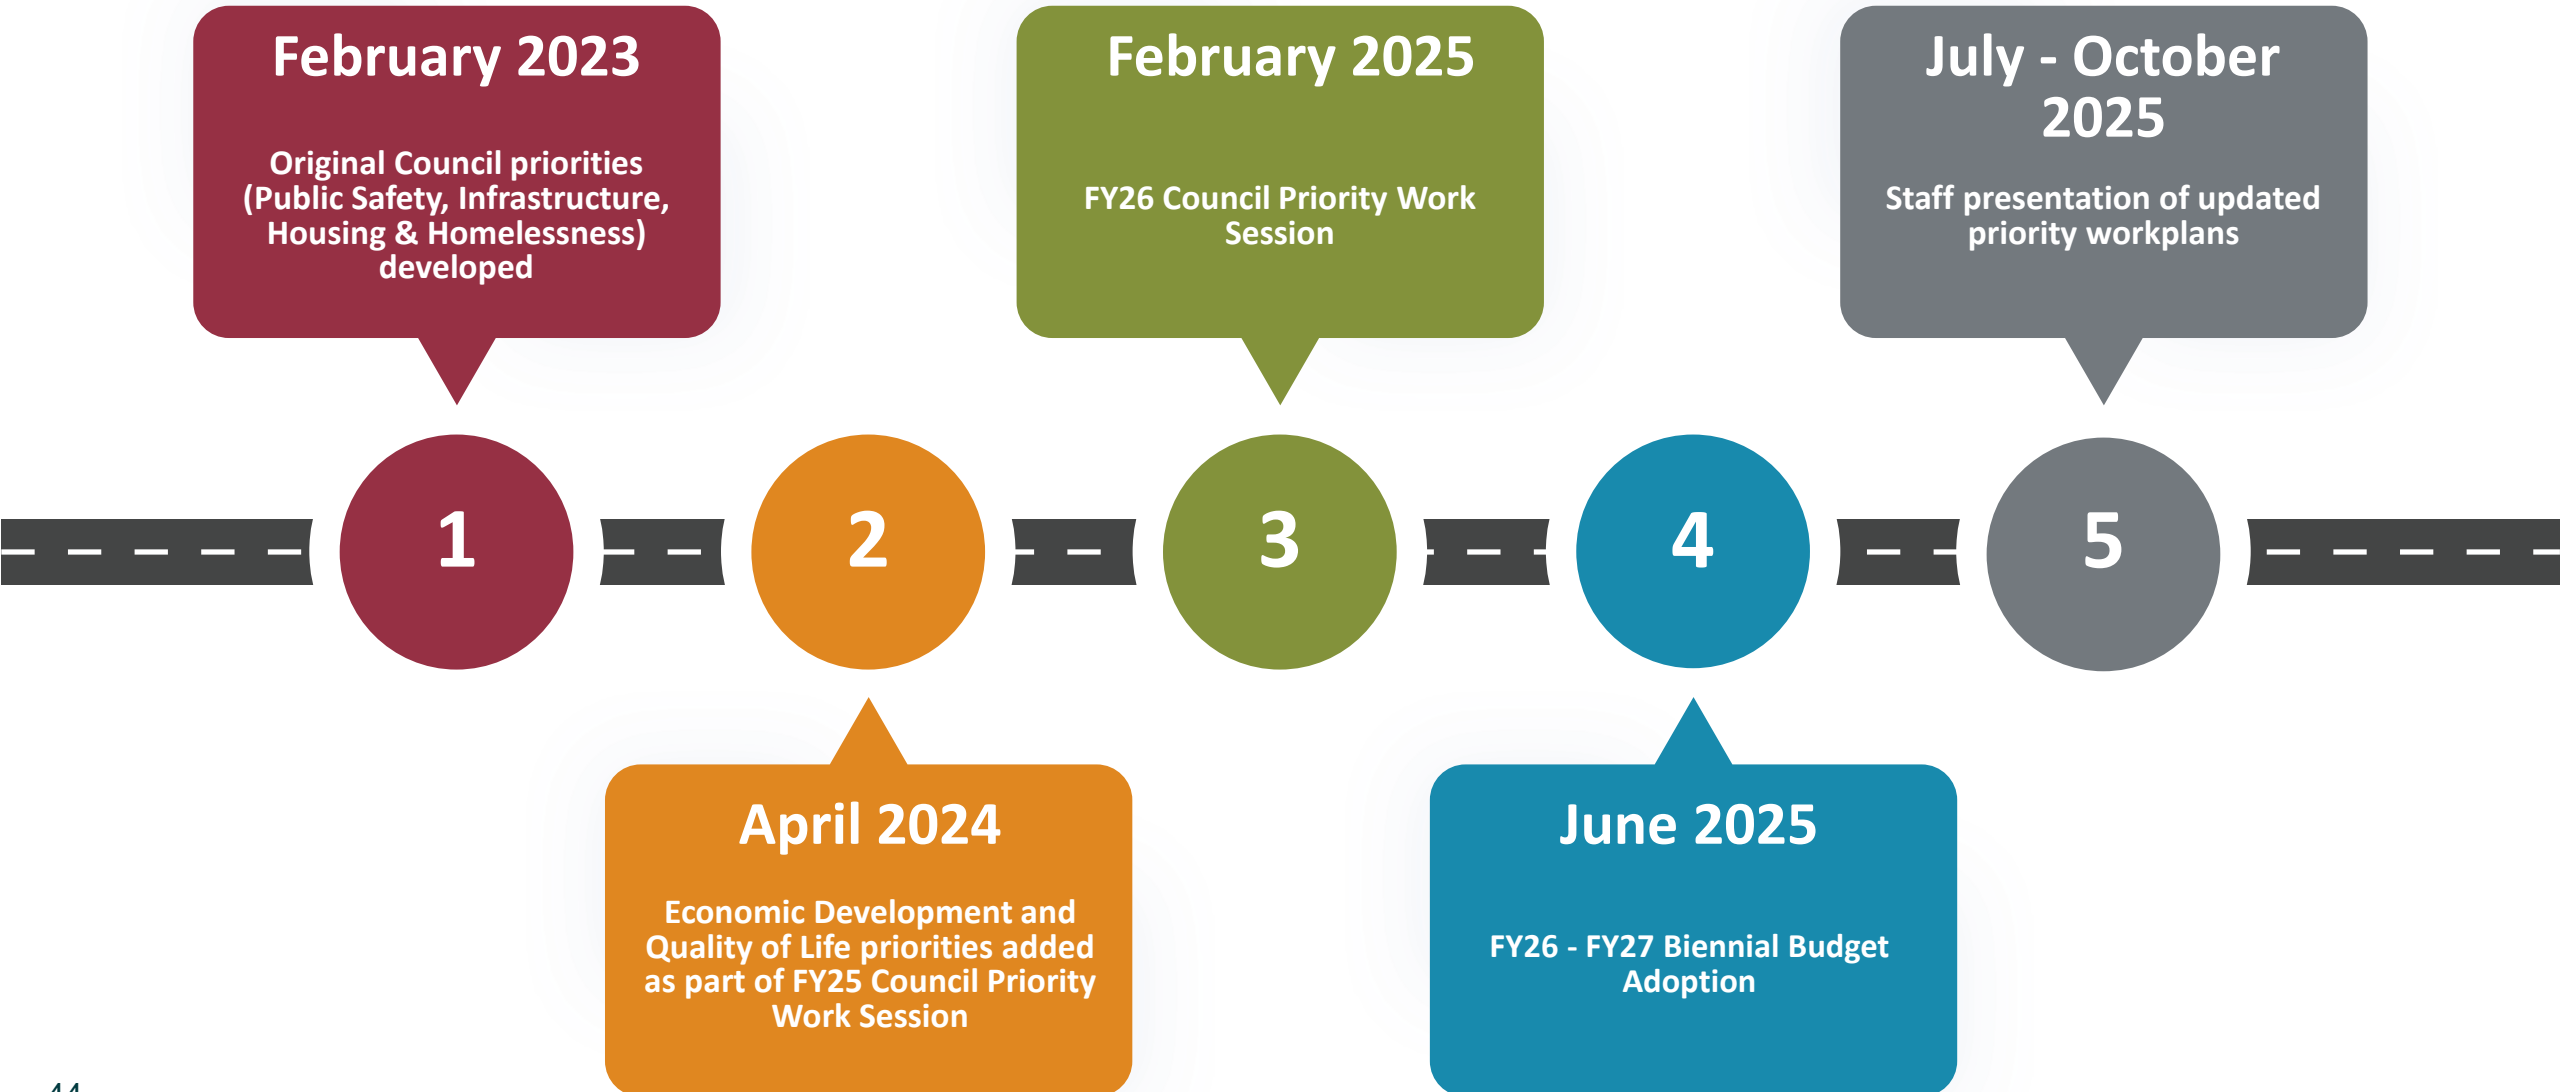 February 2023
Original Council priorities
(Public Safety, Infrastructure,
Housing & Homelessness)
developed
February 2025
FY26 Council Priority Work
Session
July - October
2025
Staff presentation of updated
priority workplans
1
2
3
4
5
April 2024
Economic Development and
Quality of Life priorities added
as part of FY25 Council Priority
Work Session
June 2025
FY26 - FY27 Biennial Budget
Adoption
44